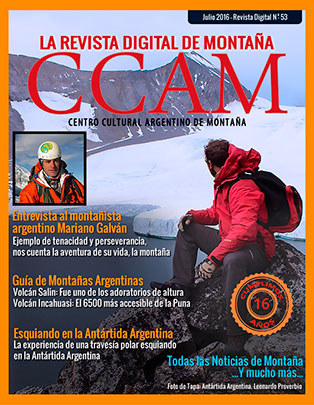 Julio 2016 - Revista Digital N° 53
LA REVISTA DIGITAL DE MONTAÑA
CCAM
CENTRO CULTURAL ARGENTINO DE MONTAÑA
Entrevista al montañista
argentino Mariano Galván
Ejemplo de tenacidad y perseverancia,
nos cuenta la aventura de su vida, la montaña
Guía de Montañas Argentinas
Volcán Salín: Fue uno de los adoratorios de altura
Volcán Incahuasi: El 6500 más accesible de la Puna
CUMPLIMOS
16
AÑOS
Esquiando en la Antártida Argentina
La experiencia de una travesía polar esquiando
en la Antártida Argentina
Todas las Noticias de Montaña
...Y mucho más...
Foto de Tapa: Antártida Argentina. Leonardo Proverbio